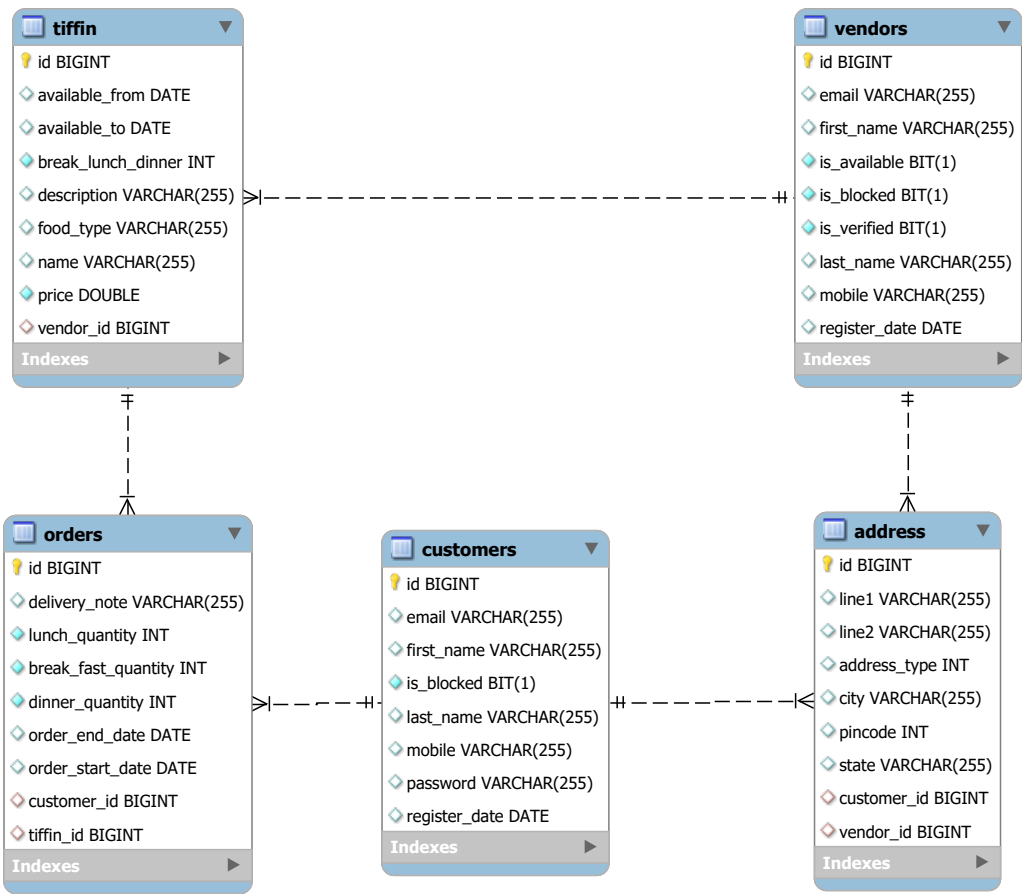 tiffin
id BIGINT
available_from DATE
available_to DATE
break_lunch_dinner INT
description VARCHAR(255)
food_type VARCHAR(255)
name VARCHAR(255)
price DOUBLE
vendor_id BIGINT
Indexes
vendors
id BIGINT
email VARCHAR(255)
first_name VARCHAR(255)
is_available BIT(1)
is_blocked BIT(1)
is_verified BIT(1)
last_name VARCHAR(255)
mobile VARCHAR(255)
register_date DATE
Indexes
orders
id BIGINT
delivery_note VARCHAR(255)
lunch_quantity INT
break_fast_quantity INT
dinner_quantity INT
order_end_date DATE
order_start_date DATE
customer_id BIGINT
tiffin_id BIGINT
Indexes
customers
id BIGINT
email VARCHAR(255)
first_name VARCHAR(255)
is_blocked BIT(1)
last_name VARCHAR(255)
mobile VARCHAR(255)
password VARCHAR(255)
register_date DATE
Indexes
address
id BIGINT
line1 VARCHAR(255)
line2 VARCHAR(255)
address_type INT
city VARCHAR(255)
pincode INT
state VARCHAR(255)
customer_id BIGINT
vendor_id BIGINT
Indexes